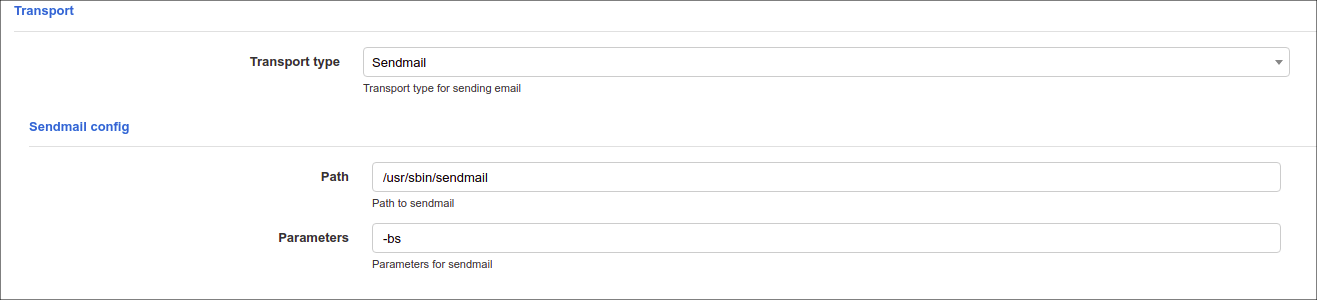 Transport
Transport type
Sendmail
Transport type for sending email
Sendmail config
Path
/usr/sbin/sendmail
Path to sendmail
Parameters
-bs
Parameters for sendmail